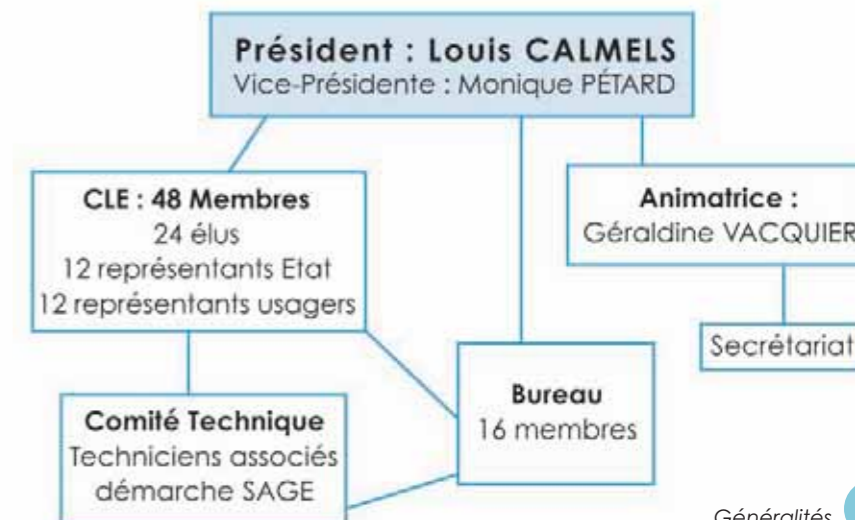 Président : Louis CALMELS
Vice-Présidente : Monique PÉTARD
CLE : 48 Membres
24 élus
12 représentants Etat
12 représentants usagers
Animatrice :
Géraldine VACQUIER
Secrétariat
Bureau
16 membres
Comité Technique
Techniciens associés
démarche SAGE
Généralités